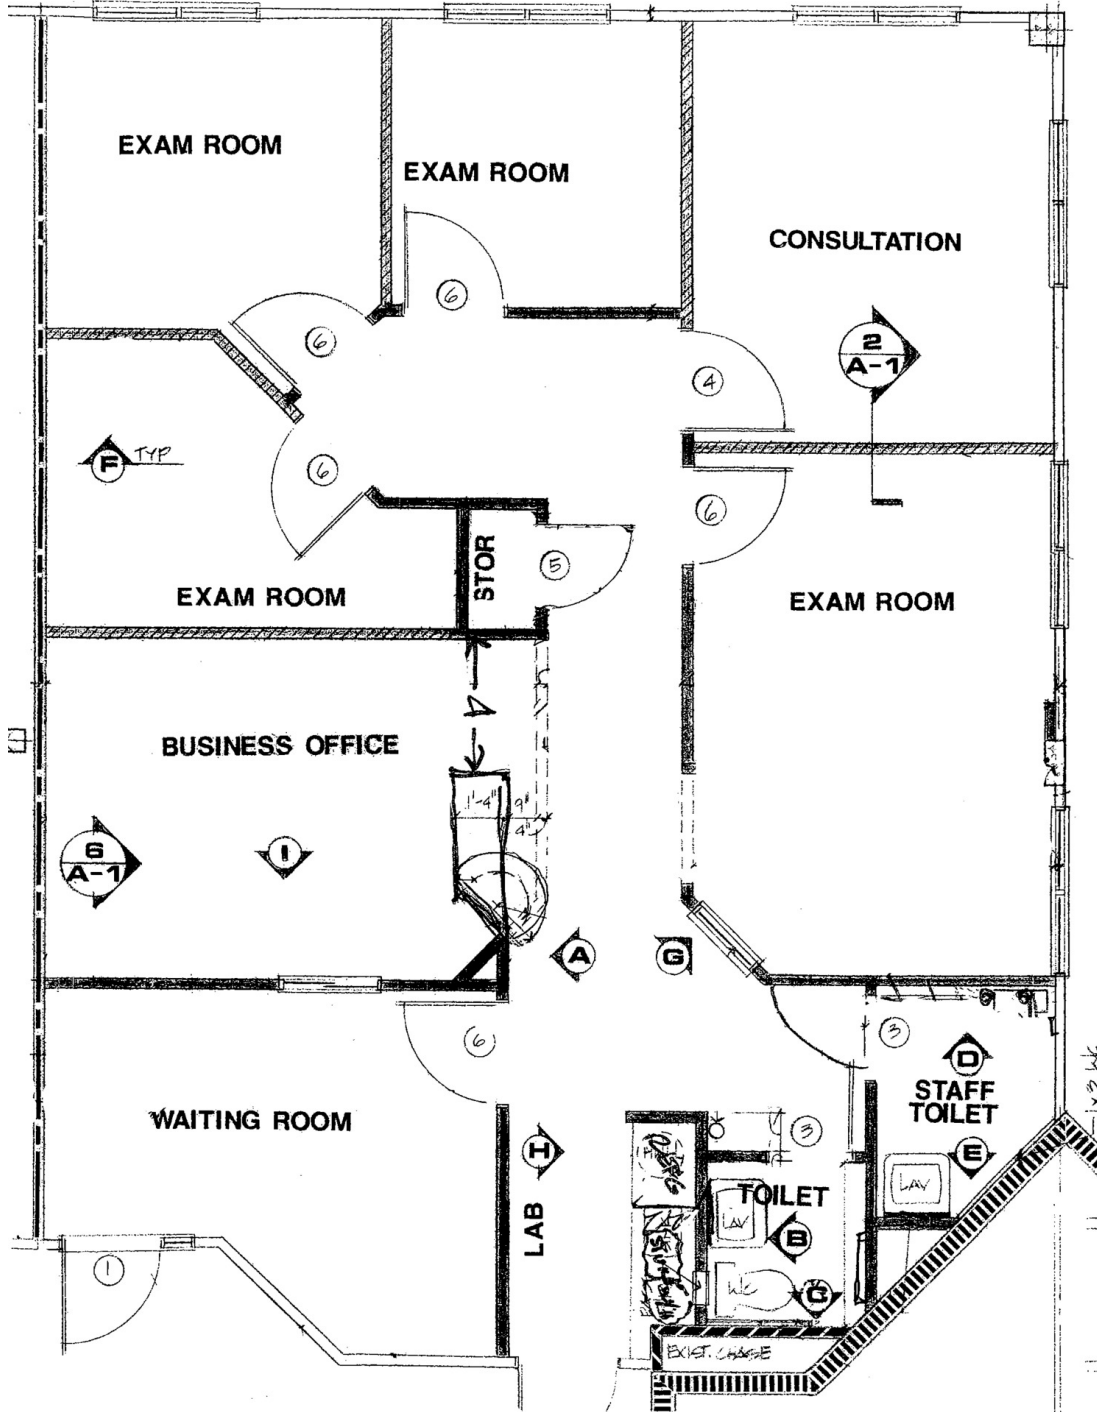 EXAM ROOM
EXAM ROOM
CONSULTATION
6
6
2
A-1
4
F TYP
6
6
STOR
5
EXAM ROOM
EXAM ROOM
BUSINESS OFFICE
A
1'-4"
9"
4"
6
A-1
I
A
G
6
3
D
STAFF
TOILET
WAITING ROOM
3
H
E
LAB
TOILET
LAV
LAV
B
WC
C
1
EXIST. CHASE